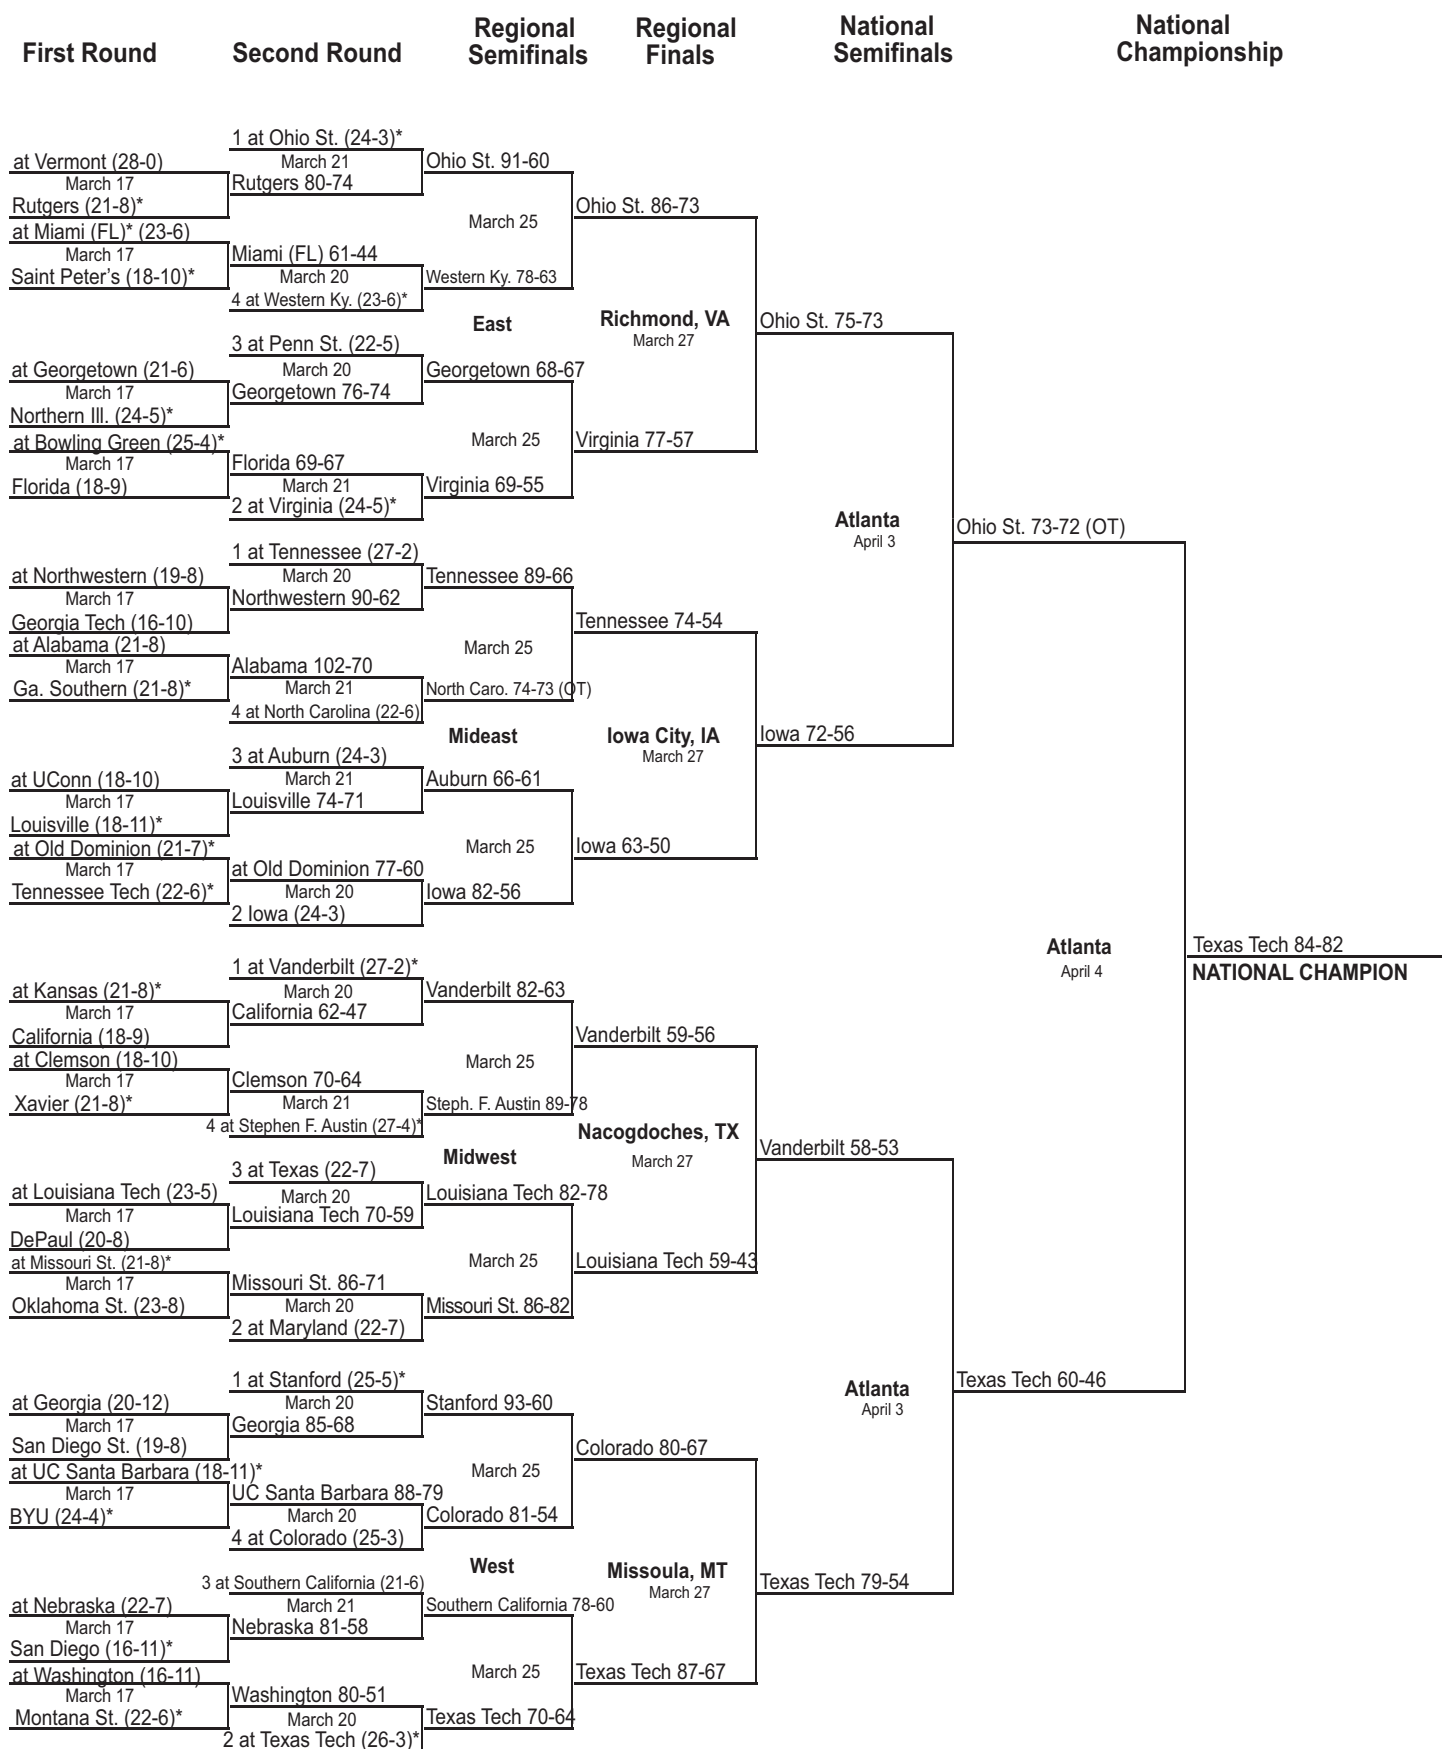 First Round
Second Round
Regional
Semifinals
Regional
Finals
National
Semifinals
National
Championship
1 at Ohio St. (24-3)*
at Vermont (28-0)
March 21
Ohio St. 91-60
March 17
Rutgers 80-74
Rutgers (21-8)*
Ohio St. 86-73
at Miami (FL)* (23-6)
March 25
March 17
Miami (FL) 61-44
Saint Peter's (18-10)*
March 20
Western Ky. 78-63
4 at Western Ky. (23-6)*
East
Richmond, VA
March 27
Ohio St. 75-73
3 at Penn St. (22-5)
at Georgetown (21-6)
March 20
Georgetown 68-67
March 17
Georgetown 76-74
Northern Ill. (24-5)*
at Bowling Green (25-4)*
March 25
Virginia 77-57
March 17
Florida 69-67
Florida (18-9)
March 21
Virginia 69-55
2 at Virginia (24-5)*
Atlanta
April 3
Ohio St. 73-72 (OT)
1 at Tennessee (27-2)
at Northwestern (19-8)
March 20
Tennessee 89-66
March 17
Northwestern 90-62
Georgia Tech (16-10)
Tennessee 74-54
at Alabama (21-8)
March 25
March 17
Alabama 102-70
Ga. Southern (21-8)*
March 21
North Caro. 74-73 (OT)
4 at North Carolina (22-6)
Mideast
Iowa City, IA
March 27
Iowa 72-56
3 at Auburn (24-3)
at UConn (18-10)
March 21
Auburn 66-61
March 17
Louisville 74-71
Louisville (18-11)*
at Old Dominion (21-7)*
March 25
Iowa 63-50
March 17
at Old Dominion 77-60
Tennessee Tech (22-6)*
March 20
Iowa 82-56
2 Iowa (24-3)
Atlanta
April 4
Texas Tech 84-82
NATIONAL CHAMPION
1 at Vanderbilt (27-2)*
at Kansas (21-8)*
March 20
Vanderbilt 82-63
March 17
California 62-47
California (18-9)
Vanderbilt 59-56
at Clemson (18-10)
March 25
March 17
Clemson 70-64
Xavier (21-8)*
March 21
Steph. F. Austin 89-78
4 at Stephen F. Austin (27-4)*
Midwest
Nacogdoches, TX
March 27
Vanderbilt 58-53
3 at Texas (22-7)
at Louisiana Tech (23-5)
March 20
Louisiana Tech 82-78
March 17
Louisiana Tech 70-59
DePaul (20-8)
at Missouri St. (21-8)*
March 25
Louisiana Tech 59-43
March 17
Missouri St. 86-71
Oklahoma St. (23-8)
March 20
Missouri St. 86-82
2 at Maryland (22-7)
Atlanta
April 3
Texas Tech 60-46
1 at Stanford (25-5)*
at Georgia (20-12)
March 20
Stanford 93-60
March 17
Georgia 85-68
San Diego St. (19-8)
Colorado 80-67
at UC Santa Barbara (18-11)*
March 25
March 17
UC Santa Barbara 88-79
BYU (24-4)*
March 20
Colorado 81-54
4 at Colorado (25-3)
West
Missoula, MT
March 27
Texas Tech 79-54
3 at Southern California (21-6)
at Nebraska (22-7)
March 21
Southern California 78-60
March 17
Nebraska 81-58
San Diego (16-11)*
at Washington (16-11)
March 25
Texas Tech 87-67
March 17
Washington 80-51
Montana St. (22-6)*
March 20
Texas Tech 70-64
2 at Texas Tech (26-3)*